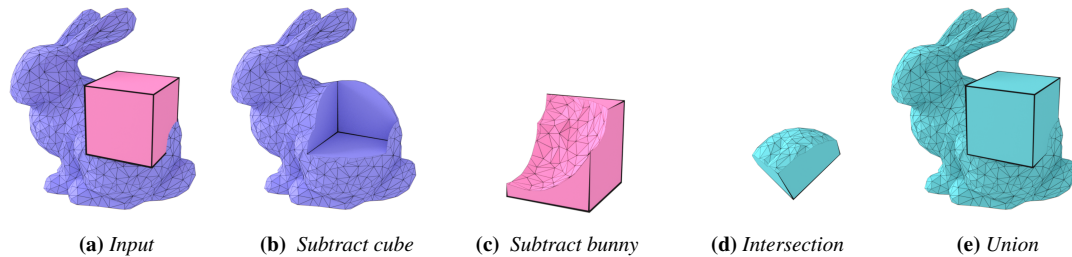 (a) Input
(b) Subtract cube
(c) Subtract bunny
(d) Intersection
(e) Union